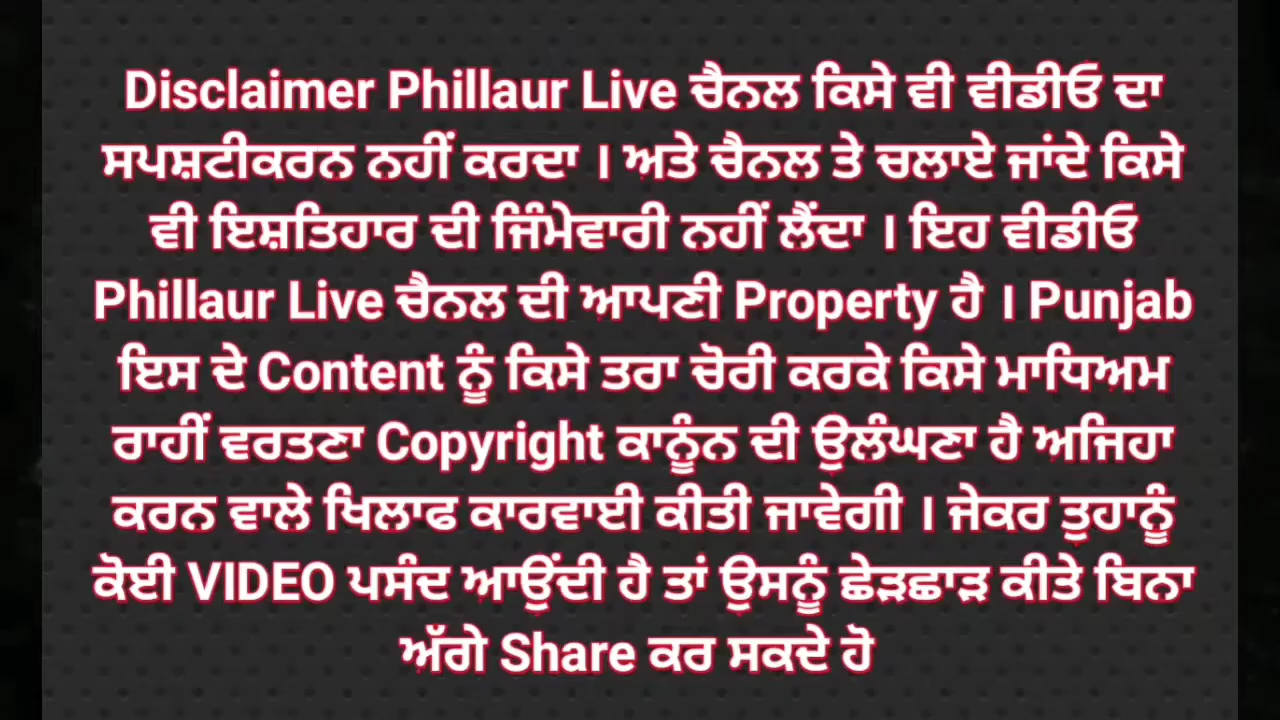 Disclaimer Phillaur Live ਚੈਨਲ ਕਿਸੇ ਵੀ ਵੀਡੀਓ ਦਾ
ਸਪਸ਼ਟੀਕਰਨ ਨਹੀਂ ਕਰਦਾ । ਅਤੇ ਚੈਨਲ ਤੇ ਚਲਾਏ ਜਾਂਦੇ ਕਿਸੇ
ਵੀ ਇਸ਼ਤਿਹਾਰ ਦੀ ਜਿੰਮੇਵਾਰੀ ਨਹੀਂ ਲੈਂਦਾ । ਇਹ ਵੀਡੀਓ
Phillaur Live ਚੈਨਲ ਦੀ ਆਪਣੀ Property ਹੈ । Punjab
ਇਸ ਦੇ Content ਨੂੰ ਕਿਸੇ ਤਰਾ ਚੋਰੀ ਕਰਕੇ ਕਿਸੇ ਮਾਧਿਅਮ
ਰਾਹੀਂ ਵਰਤਣਾ Copyright ਕਾਨੂੰਨ ਦੀ ਉਲੰਘਣਾ ਹੈ ਅਜਿਹਾ
ਕਰਨ ਵਾਲੇ ਖਿਲਾਫ ਕਾਰਵਾਈ ਕੀਤੀ ਜਾਵੇਗੀ । ਜੇਕਰ ਤੁਹਾਨੂੰ
ਕੋਈ VIDEO ਪਸੰਦ ਆਉਂਦੀ ਹੈ ਤਾਂ ਉਸਨੂੰ ਛੇੜਛਾੜ ਕੀਤੇ ਬਿਨਾ
ਅੱਗੇ Share ਕਰ ਸਕਦੇ ਹੋ